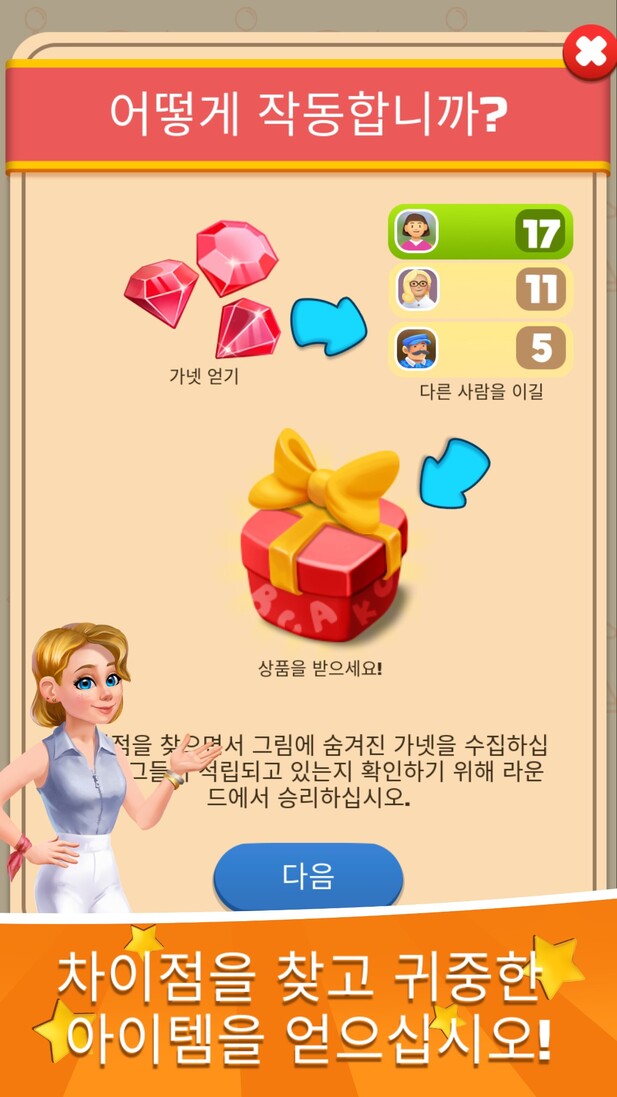 어떻게 작동합니까?
17
11
5
가넷 얻기
다른 사람을 이길
상품을 받으세요!
점을 찾으면서 그림에 숨겨진 가넷을 수집하십
적립되고 있는지 확인하기 위해 라운
드에서 승리하십시오.
다음
차이점을 찾고 귀중한
아이템을 얻으십시오!